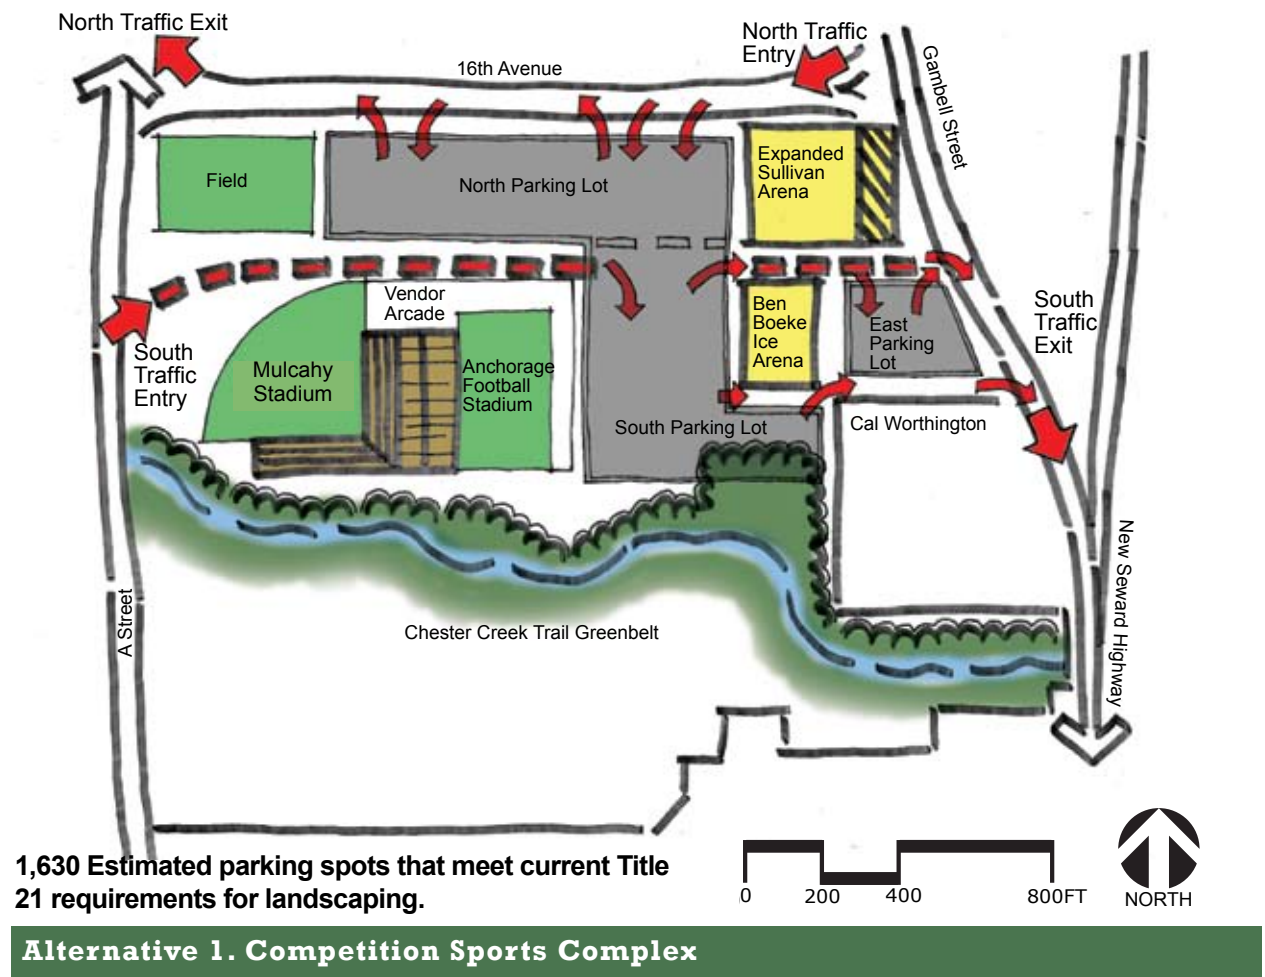 North Traffic Exit
North Traffic
Entry
16th Avenue
Gambell Street
Field
North Parking Lot
Expanded
Sullivan
Arena
Vendor
Arcade
South
Traffic
Entry
Mulcahy
Stadium
Anchorage
Football
Stadium
Ben
Boeke
Ice
Arena
East
Parking
Lot
South
Traffic
Exit
South Parking Lot
Cal Worthington
A Street
Chester Creek Trail Greenbelt
New Seward Highway
1,630 Estimated parking spots that meet current Title
21 requirements for landscaping.
0 200 400 800FT
NORTH
Alternative 1. Competition Sports Complex